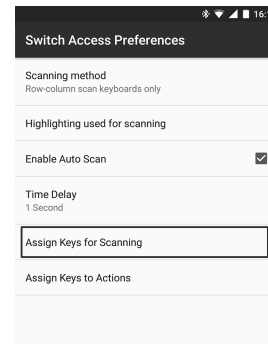 16:
Switch Access Preferences
Scanning method
Row-column scan keyboards only
Highlighting used for scanning
Enable Auto Scan
Time Delay
1 Second
Assign Keys for Scanning
Assign Keys to Actions